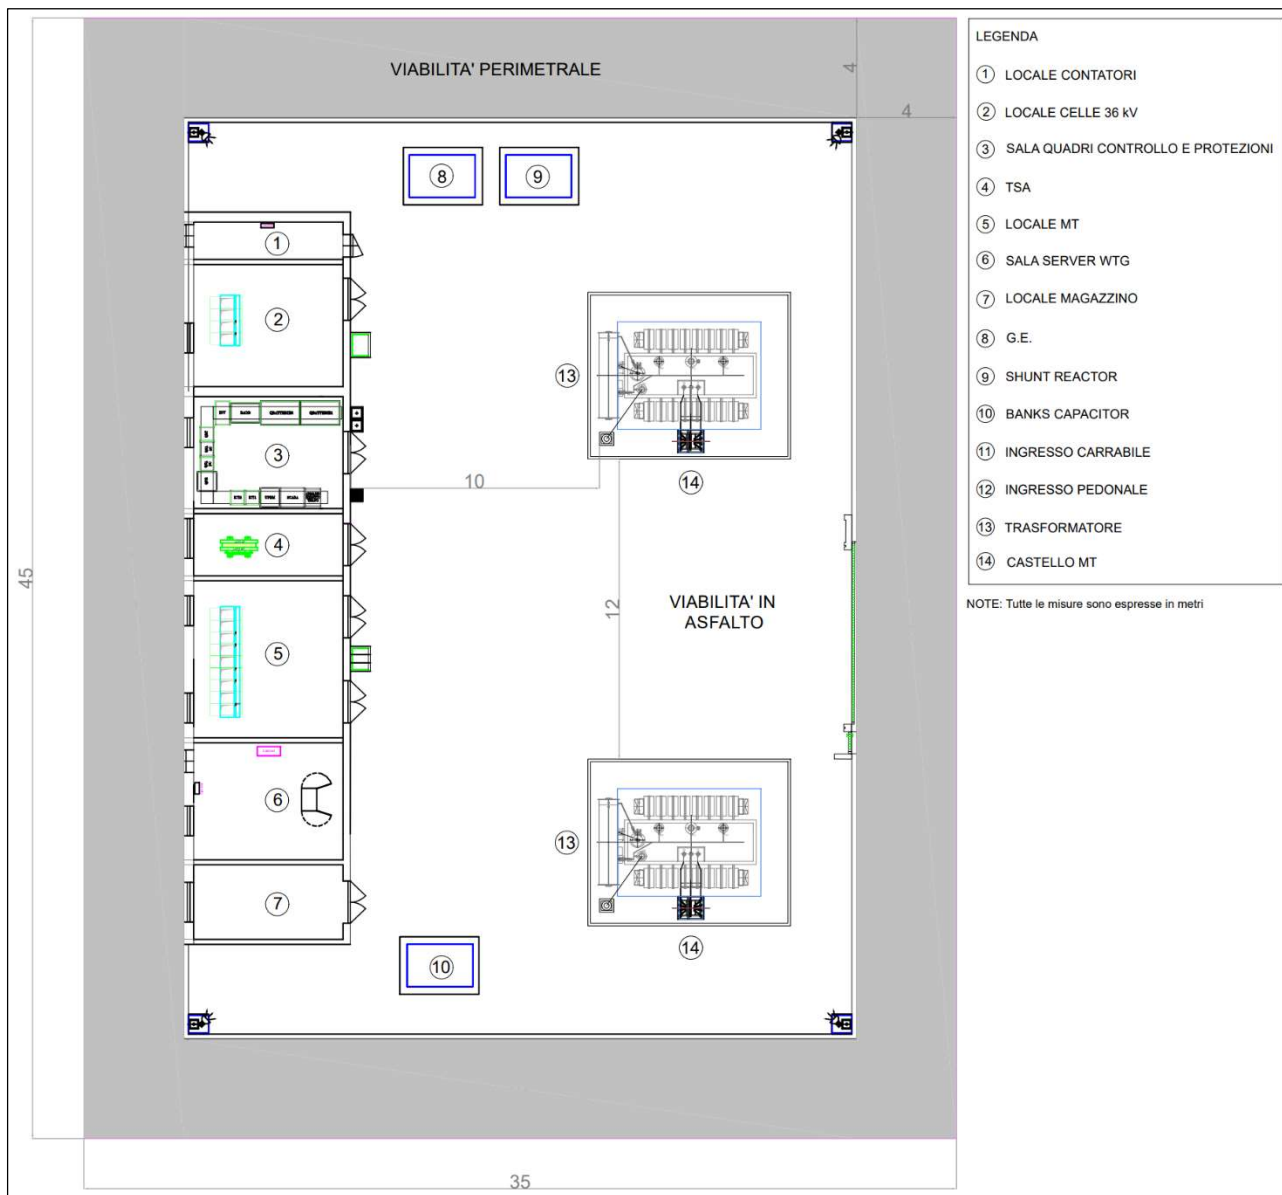 VIABILITA' PERIMETRALE
4
4
8
9
1
2
3
4
5
6
7
10
13
14
10
12
VIABILITA' IN
ASFALTO
13
14
45
35
LEGENDA
1 LOCALE CONTATORI
2 LOCALE CELLE 36 kV
3 SALA QUADRI CONTROLLO E PROTEZIONI
4 TSA
5 LOCALE MT
6 SALA SERVER WTG
7 LOCALE MAGAZZINO
8 G.E.
9 SHUNT REACTOR
10 BANKS CAPACITOR
11 INGRESSO CARRABILE
12 INGRESSO PEDONALE
13 TRASFORMATORE
14 CASTELLO MT
NOTE: Tutte le misure sono espresse in metri